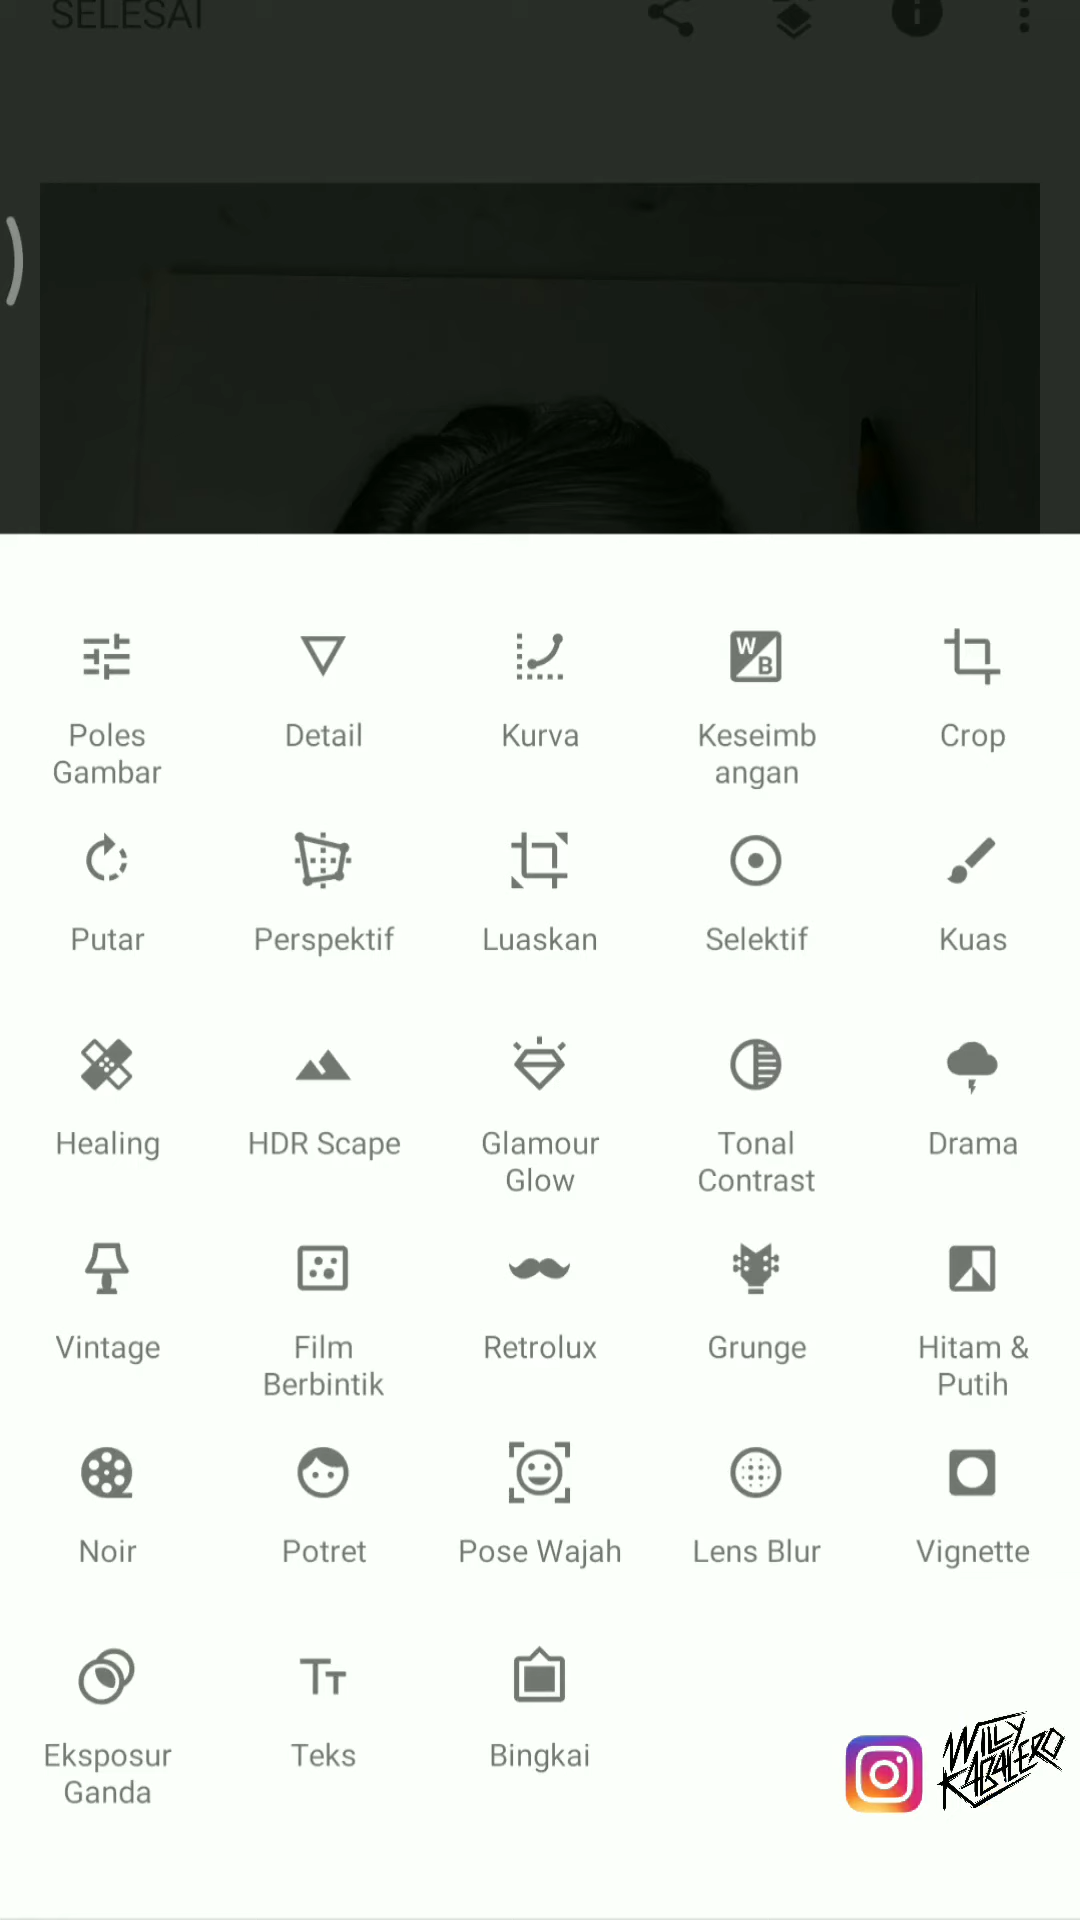 SELESAI
Poles
Gambar
Detail
Kurva
Keseimb
angan
Crop
Putar
Perspektif
Luaskan
Selektif
Kuas
Healing
HDR Scape
Glamour
Glow
Tonal
Contrast
Drama
Vintage
Film
Berbintik
Retrolux
Grunge
Hitam &
Putih
Noir
Potret
Pose Wajah
Lens Blur
Vignette
Eksposur
Ganda
Teks
Bingkai
WILLY
KABALERO